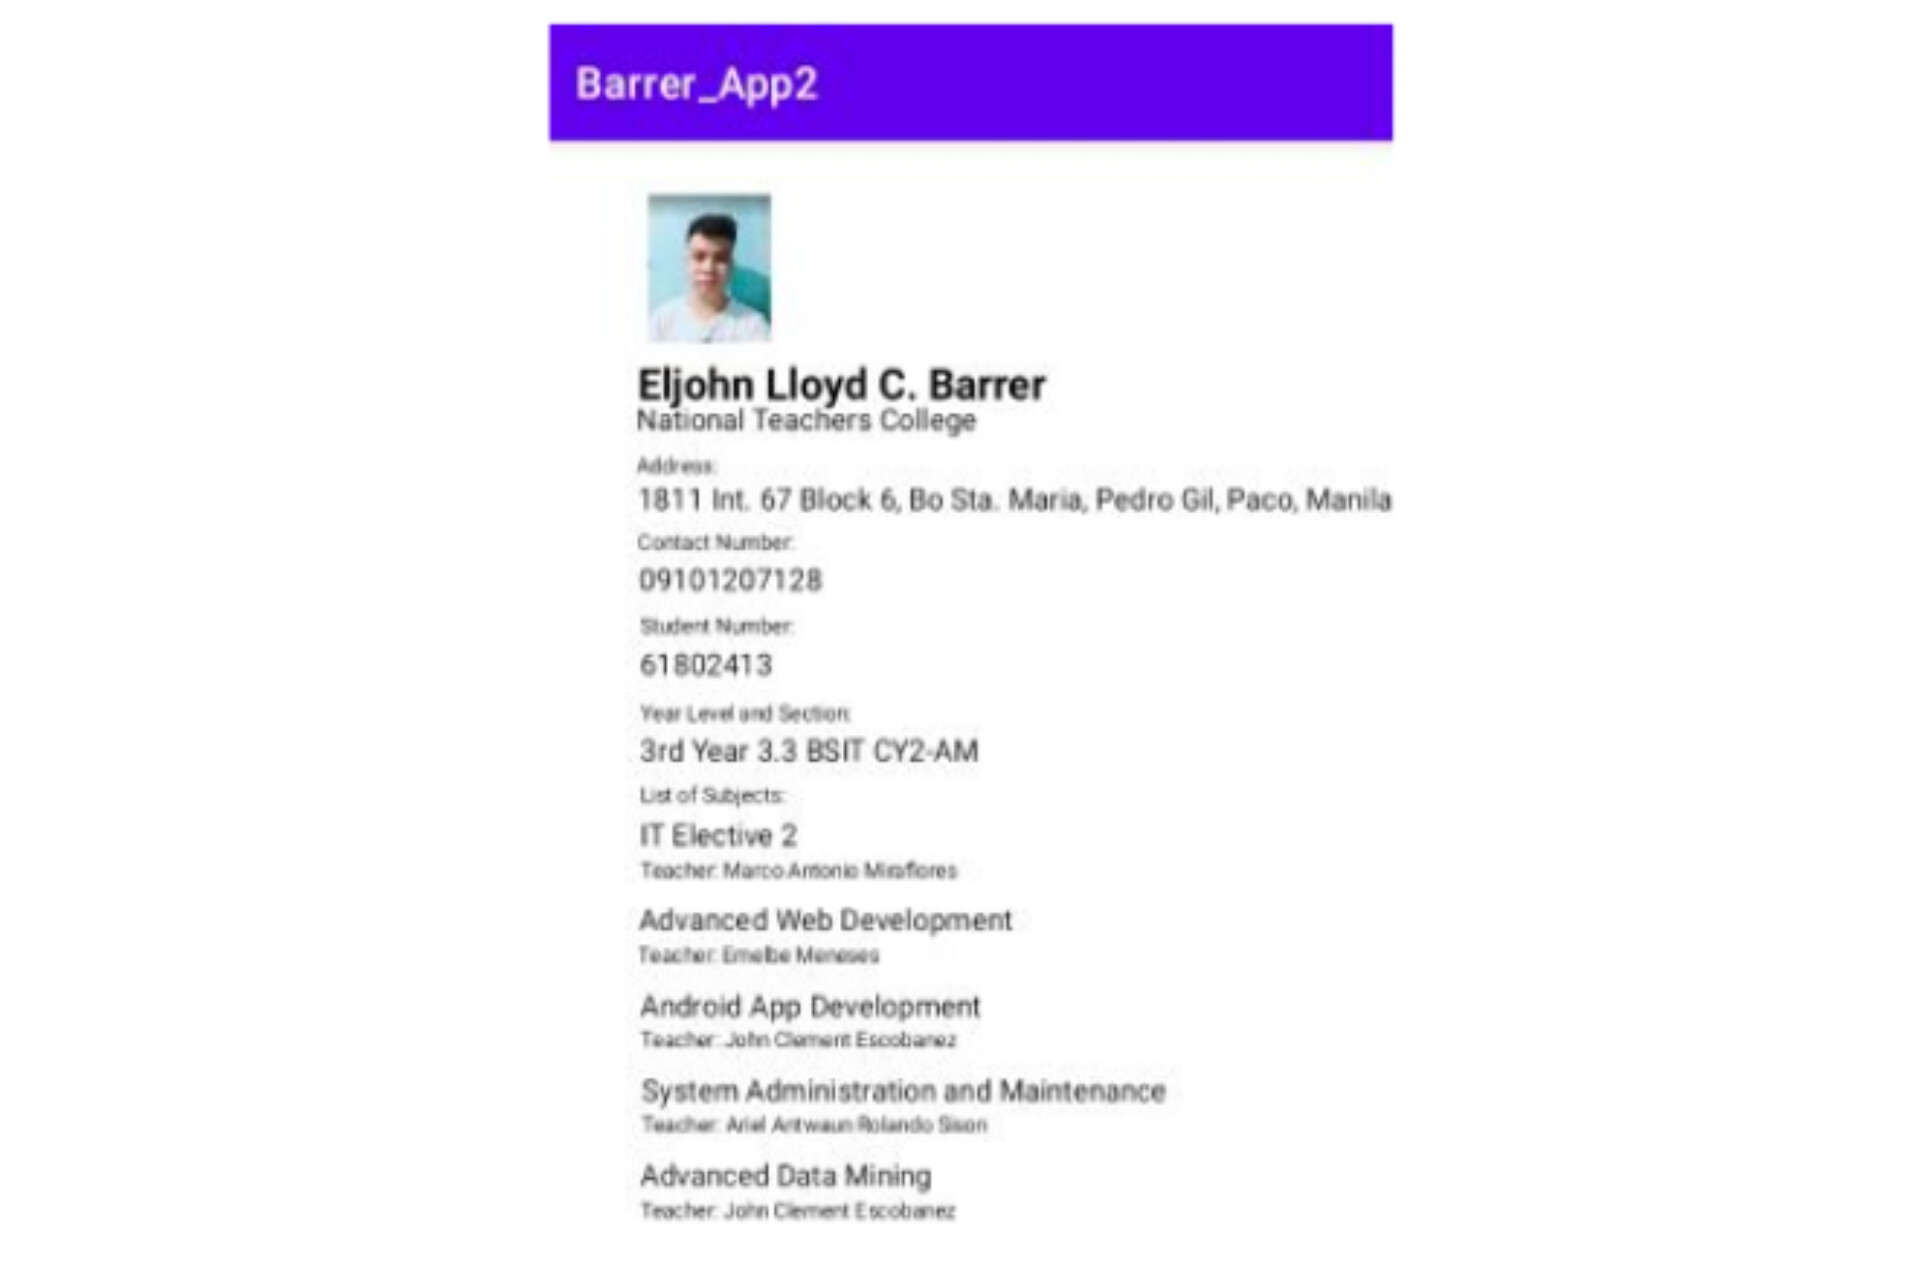 Barrer_App2
Eljohn Lloyd C. Barrer
National Teachers College
Address:
1811 Int. 67 Block 6, Bo Sta. Maria, Pedro Gil, Paco, Manila
Contact Number:
09101207128
Student Number:
61802413
Year Level and Section:
3rd Year 3.3 BSIT CY2-AM
List of Subjects:
IT Elective 2
Teacher: Marco Antonio Miraflores
Advanced Web Development
Teacher: Emelbe Meneses
Android App Development
Teacher: John Clement Escobanez
System Administration and Maintenance
Teacher: Ariel Antwaun Rolando Sison
Advanced Data Mining
Teacher: John Clement Escobanez